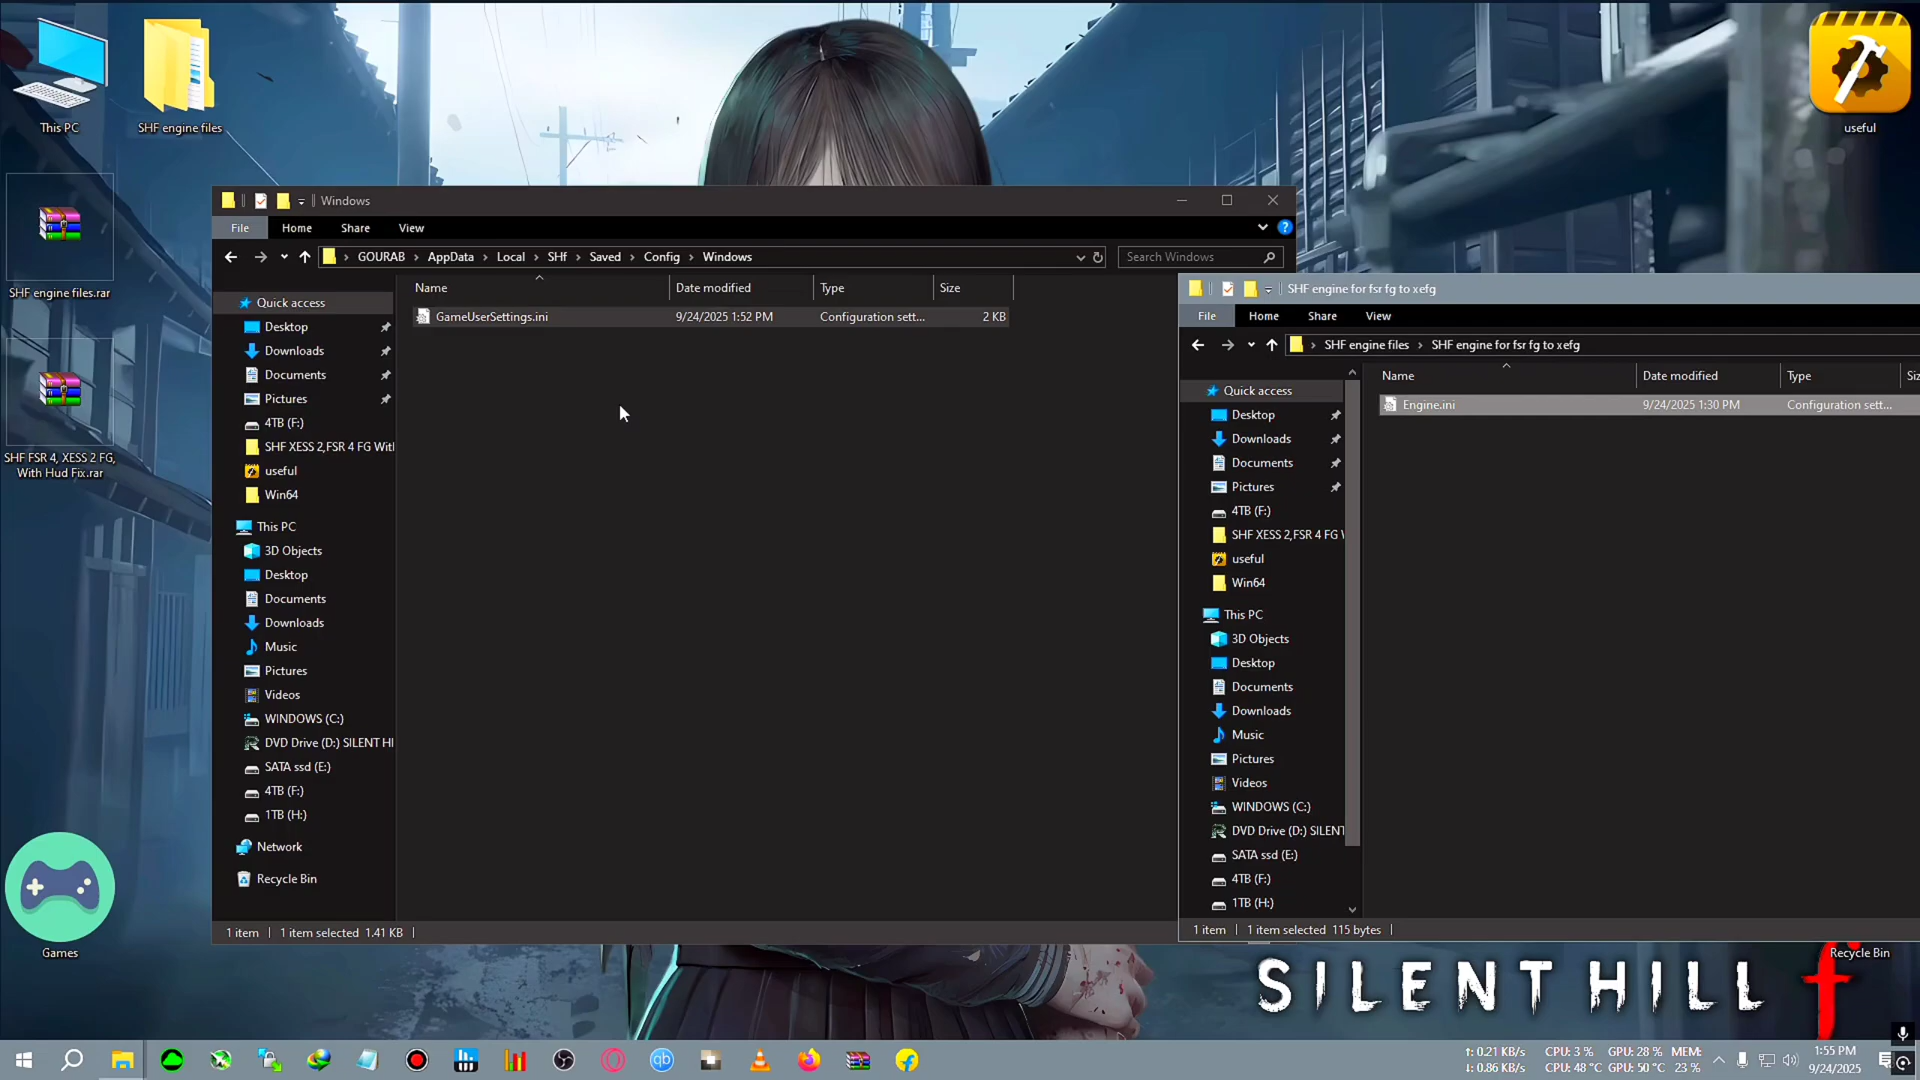 This PC
SHF engine files
useful
SHF engine files.rar
SHF FSR 4, XESS 2 FG,
With Hud Fix.rar
Games
Windows
File
Home
Share
View
GOURAB
AppData
Local
SHf
Saved
Config
Windows
Search Windows
Name
Date modified
Type
Size
GameUserSettings.ini
9/24/2025 1:52 PM
Configuration sett...
2 KB
Quick access
Desktop
Downloads
Documents
Pictures
4TB (F:)
SHF XESS 2,FSR 4 FG Wit
useful
Win64
This PC
3D Objects
Desktop
Documents
Downloads
Music
Pictures
Videos
WINDOWS (C:)
DVD Drive (D:) SILENT HI
SATA ssd (E:)
4TB (F:)
1TB (H:)
Network
Recycle Bin
1 item
1 item selected 1.41 KB
SHF engine for fsr fg to xefg
File
Home
Share
View
SHF engine files
SHF engine for fsr fg to xefg
Name
Date modified
Type
Siz
Engine.ini
9/24/2025 1:30 PM
Configuration sett...
Quick access
Desktop
Downloads
Documents
Pictures
4TB (F:)
SHF XESS 2,FSR 4 FG W
useful
Win64
This PC
3D Objects
Desktop
Documents
Downloads
Music
Pictures
Videos
WINDOWS (C:)
DVD Drive (D:) SILENT
SATA ssd (E:)
4TB (F:)
1TB (H:)
1 item
1 item selected 115 bytes
Recycle Bin
SILENT HILL f
↑: 0.21 KB/s
↓: 0.86 KB/s
CPU: 3 % GPU: 28 % MEM:
CPU: 48 °C GPU: 50 °C 23 %
1:55 PM
9/24/2025